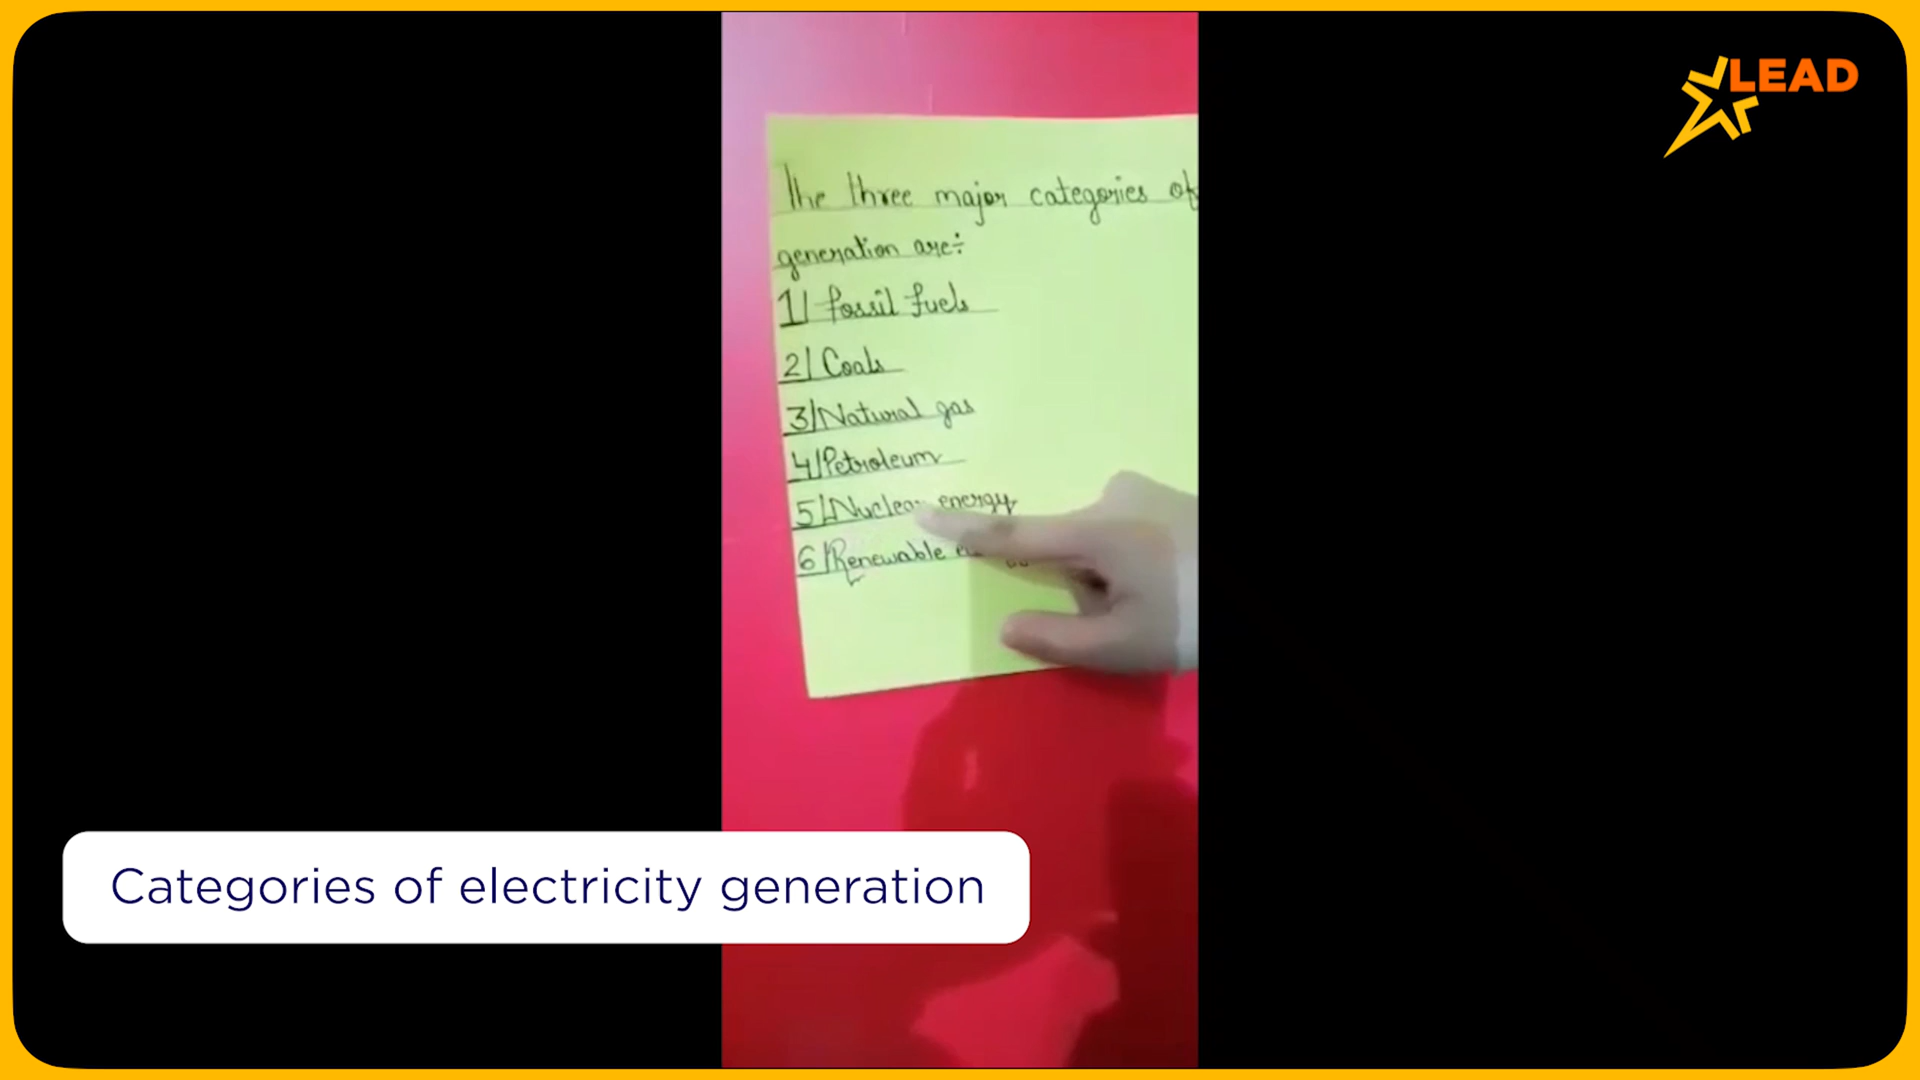 LEAD
The three major categories of
generation are:
1/ Fossil fuels
2/ Coals
3/ Natural gas
4/ Petroleum
5/ Nuclear energy
6/ Renewable
Categories of electricity generation